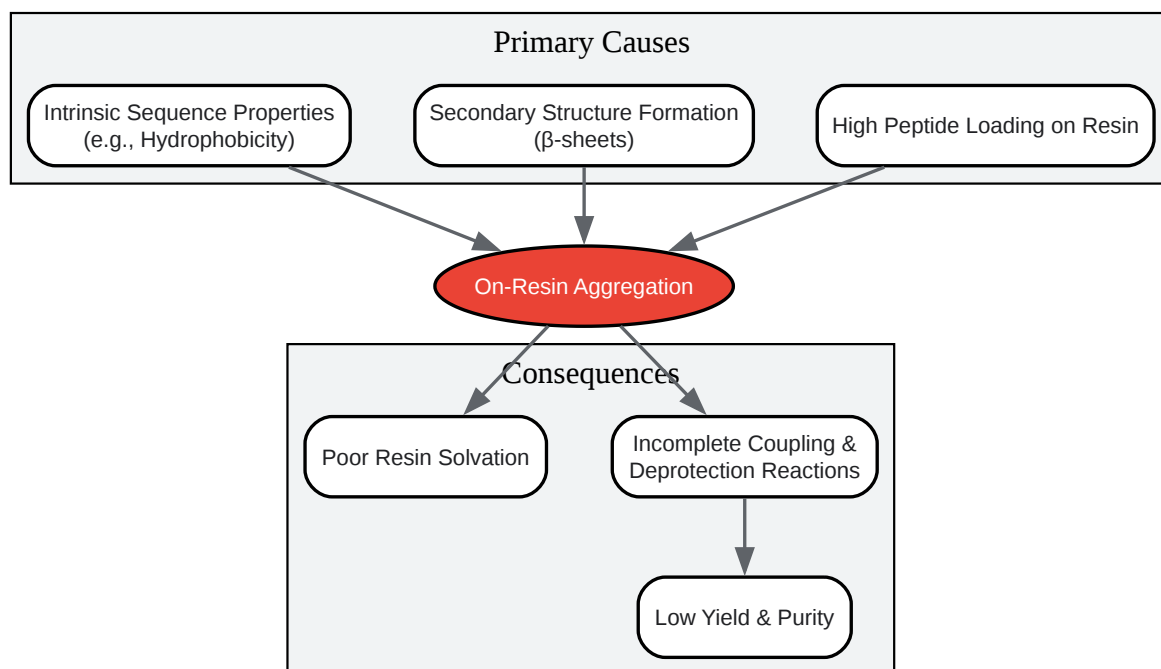 Primary Causes
Intrinsic Sequence Properties
(e.g., Hydrophobicity)
Secondary Structure Formation
(β-sheets)
High Peptide Loading on Resin
On-Resin Aggregation
Consequences
Poor Resin Solvation
Incomplete Coupling &
Deprotection Reactions
Low Yield & Purity